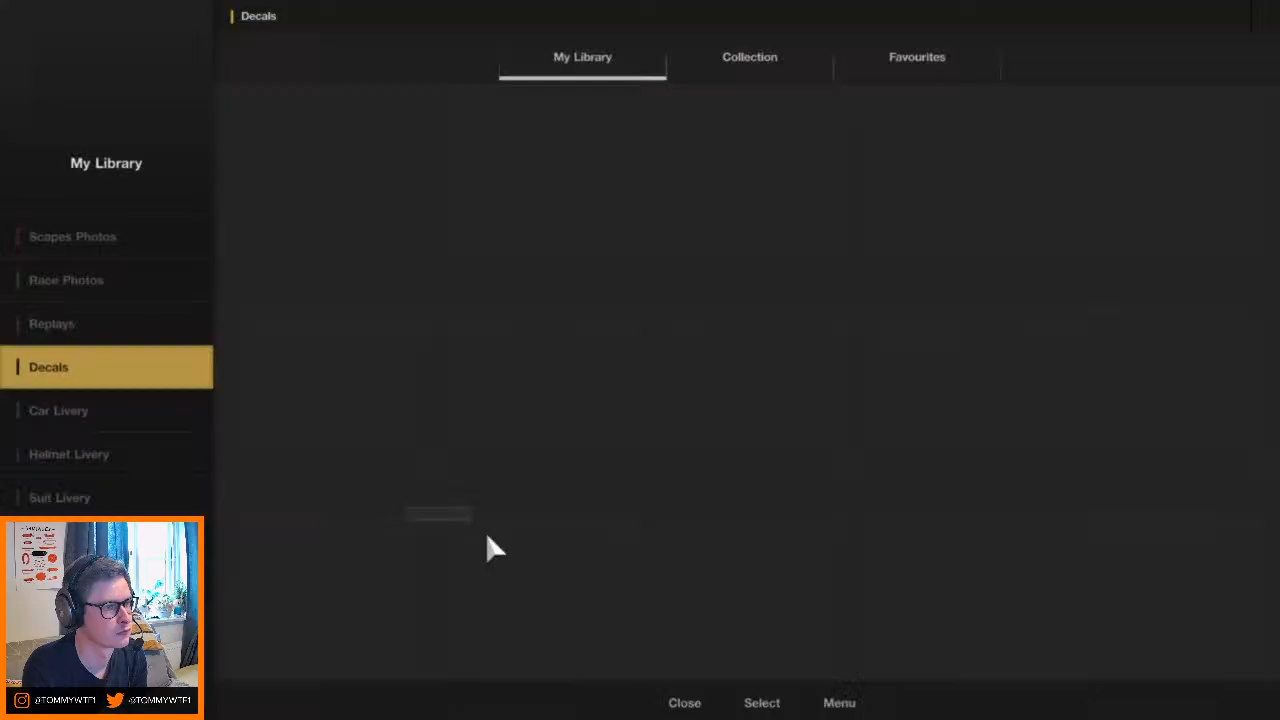 Decals
My Library
Collection
Favourites
My Library
Scapes Photos
Race Photos
Replays
Decals
Car Livery
Helmet Livery
Suit Livery
@TOMMYWTF1
@TOMMYWTF1
Close
Select
Menu